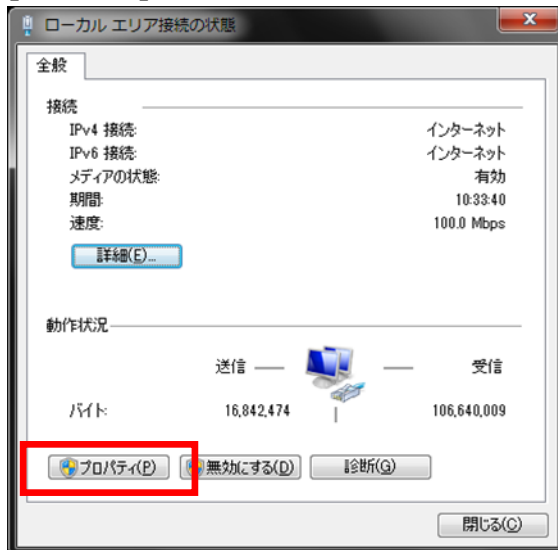 ローカル エリア接続の状態
全般
接続
IPv4 接続: インターネット
IPv6 接続: インターネット
メディアの状態: 有効
期間: 10:33:40
速度: 100.0 Mbps
詳細(E)...
動作状況
送信 受信
バイト: 16,842,474 106,640,009
プロパティ(P) 無効にする(D) 診断(G)
閉じる(C)